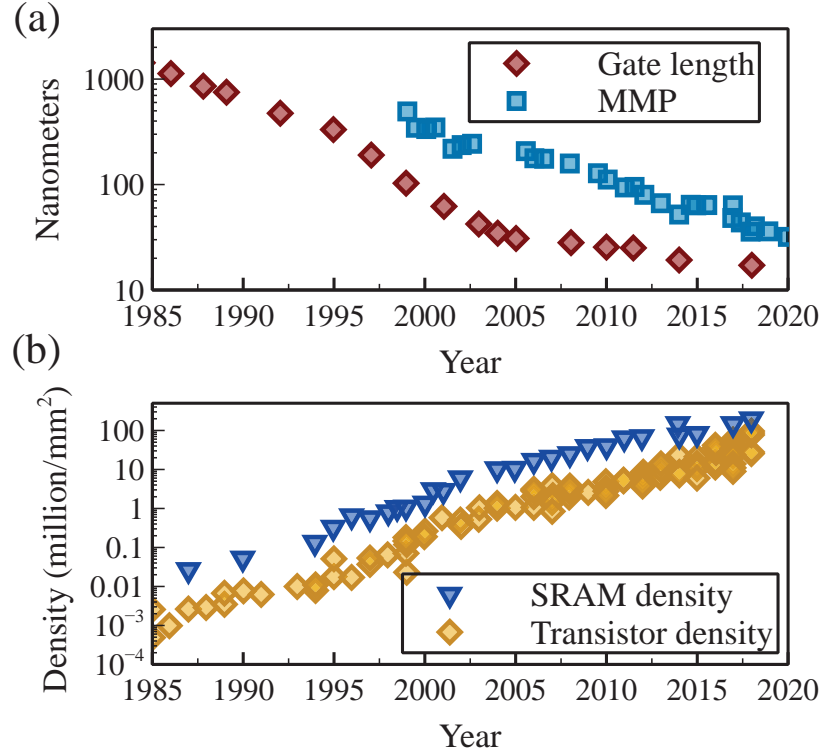 (a)
Nanometers
1000
100
10
Gate length
MMP
1985 1990 1995 2000 2005 2010 2015 2020
Year
(b)
Density (million/mm²)
100
10
1
0.1
0.01
10⁻³
10⁻⁴
SRAM density
Transistor density
1985 1990 1995 2000 2005 2010 2015 2020
Year